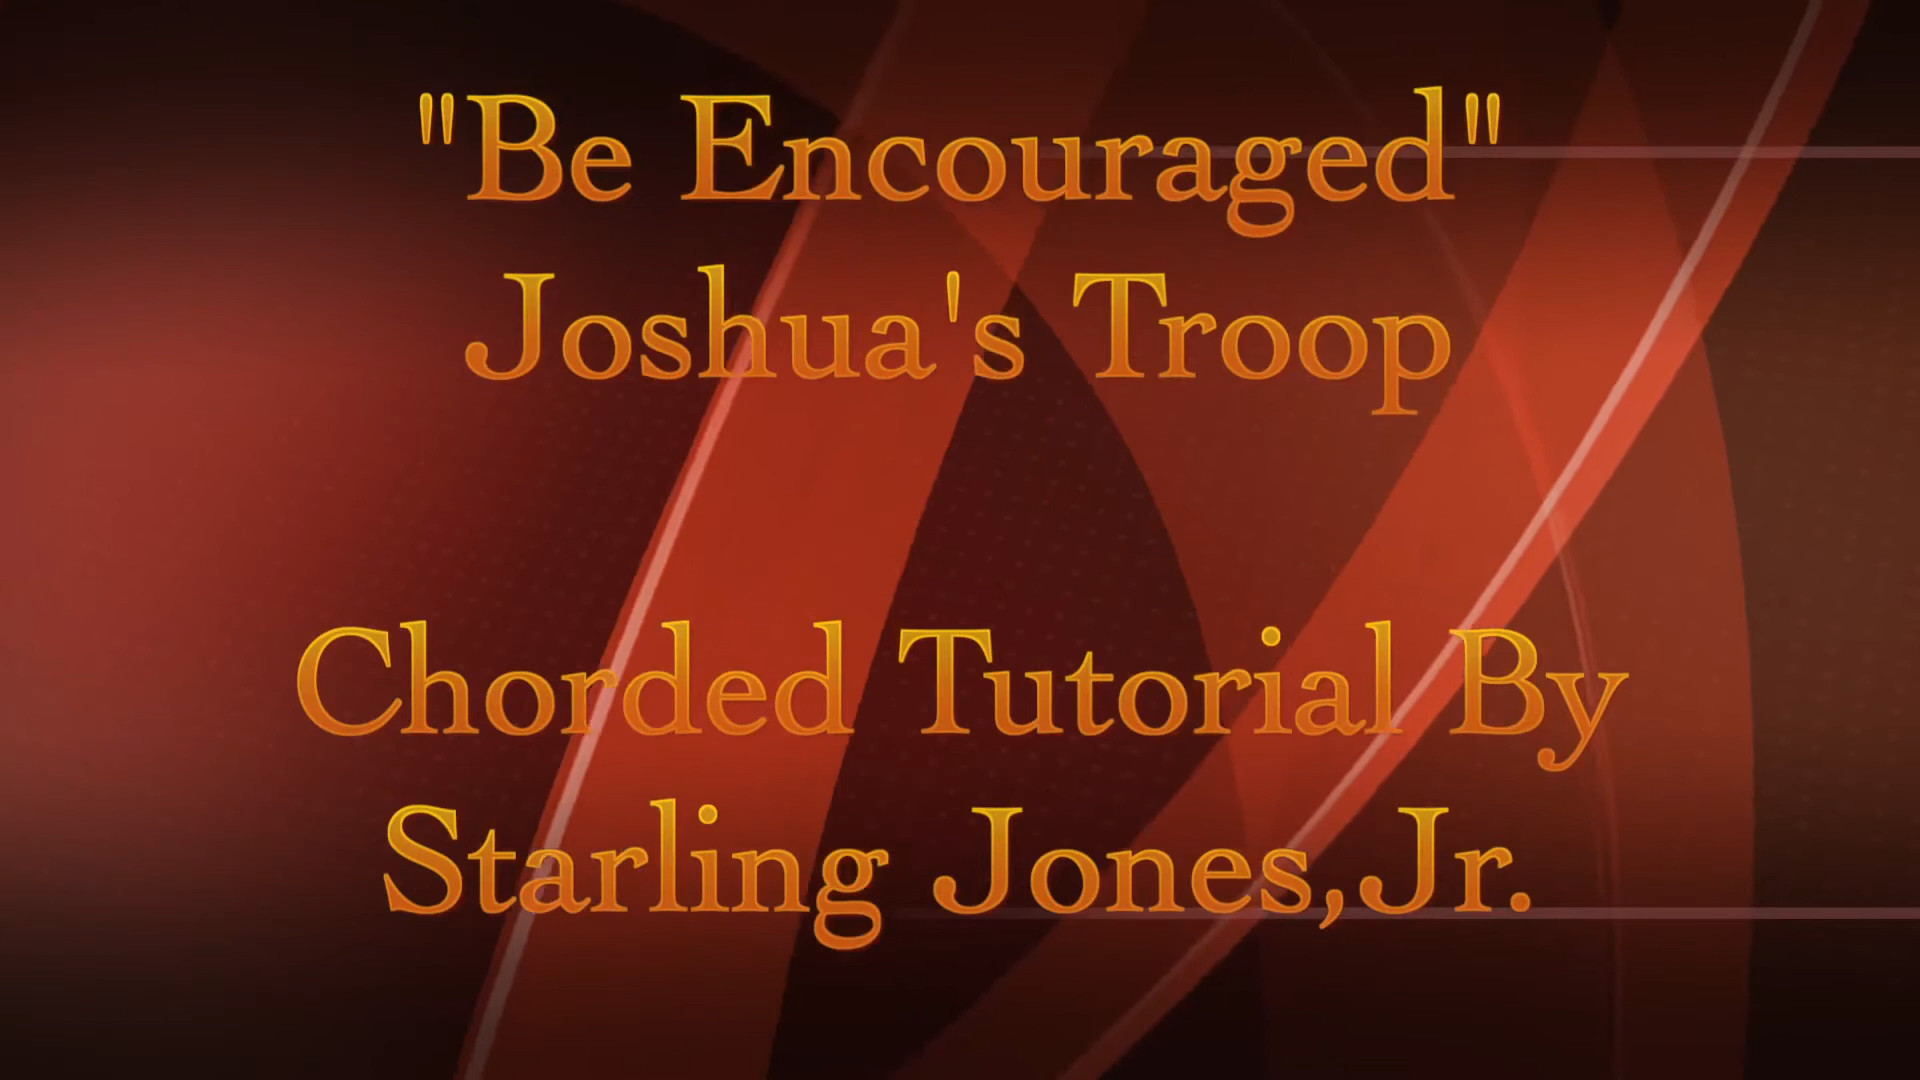 "Be Encouraged"
Joshua's Troop
Chorded Tutorial By
Starling Jones,Jr.